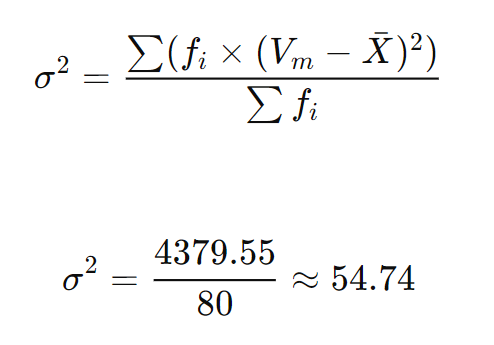 σ² = ∑(fᵢ × (Vₘ − X̄)²) / ∑ fᵢ
σ² = 4379.55 / 80 ≈ 54.74